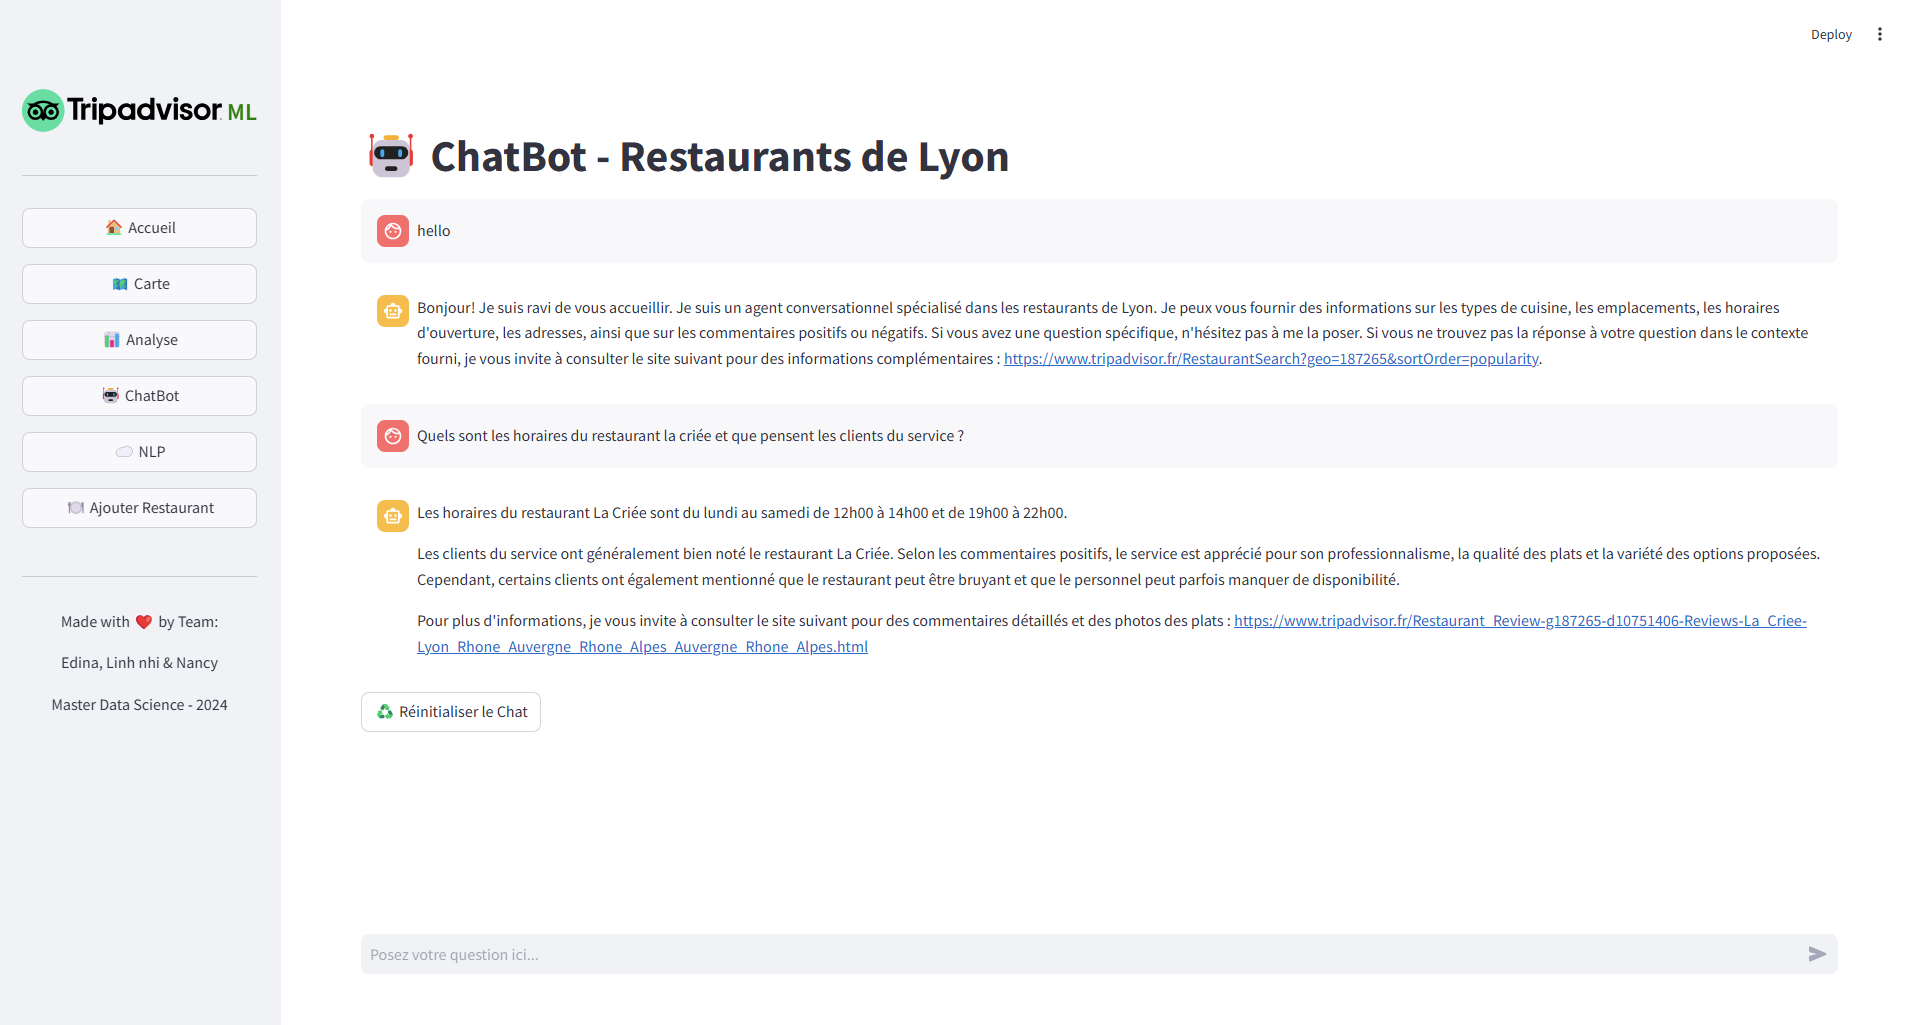 Deploy
Tripadvisor ML
Accueil
Carte
Analyse
ChatBot
NLP
Ajouter Restaurant
Made with ❤️ by Team:
Edina, Linh nhi & Nancy
Master Data Science - 2024
ChatBot - Restaurants de Lyon
hello
Bonjour! Je suis ravi de vous accueillir. Je suis un agent conversationnel spécialisé dans les restaurants de Lyon. Je peux vous fournir des informations sur les types de cuisine, les emplacements, les horaires
d'ouverture, les adresses, ainsi que sur les commentaires positifs ou négatifs. Si vous avez une question spécifique, n'hésitez pas à me la poser. Si vous ne trouvez pas la réponse à votre question dans le contexte
fourni, je vous invite à consulter le site suivant pour des informations complémentaires : https://www.tripadvisor.fr/RestaurantSearch?geo=187265&sortOrder=popularity.
Quels sont les horaires du restaurant la criée et que pensent les clients du service ?
Les horaires du restaurant La Criée sont du lundi au samedi de 12h00 à 14h00 et de 19h00 à 22h00.
Les clients du service ont généralement bien noté le restaurant La Criée. Selon les commentaires positifs, le service est apprécié pour son professionnalisme, la qualité des plats et la variété des options proposées.
Cependant, certains clients ont également mentionné que le restaurant peut être bruyant et que le personnel peut parfois manquer de disponibilité.
Pour plus d'informations, je vous invite à consulter le site suivant pour des commentaires détaillés et des photos des plats : https://www.tripadvisor.fr/Restaurant_Review-g187265-d10751406-Reviews-La_Criee-
Lyon_Rhone_Auvergne_Rhone_Alpes_Auvergne_Rhone_Alpes.html
Réinitialiser le Chat
Posez votre question ici...